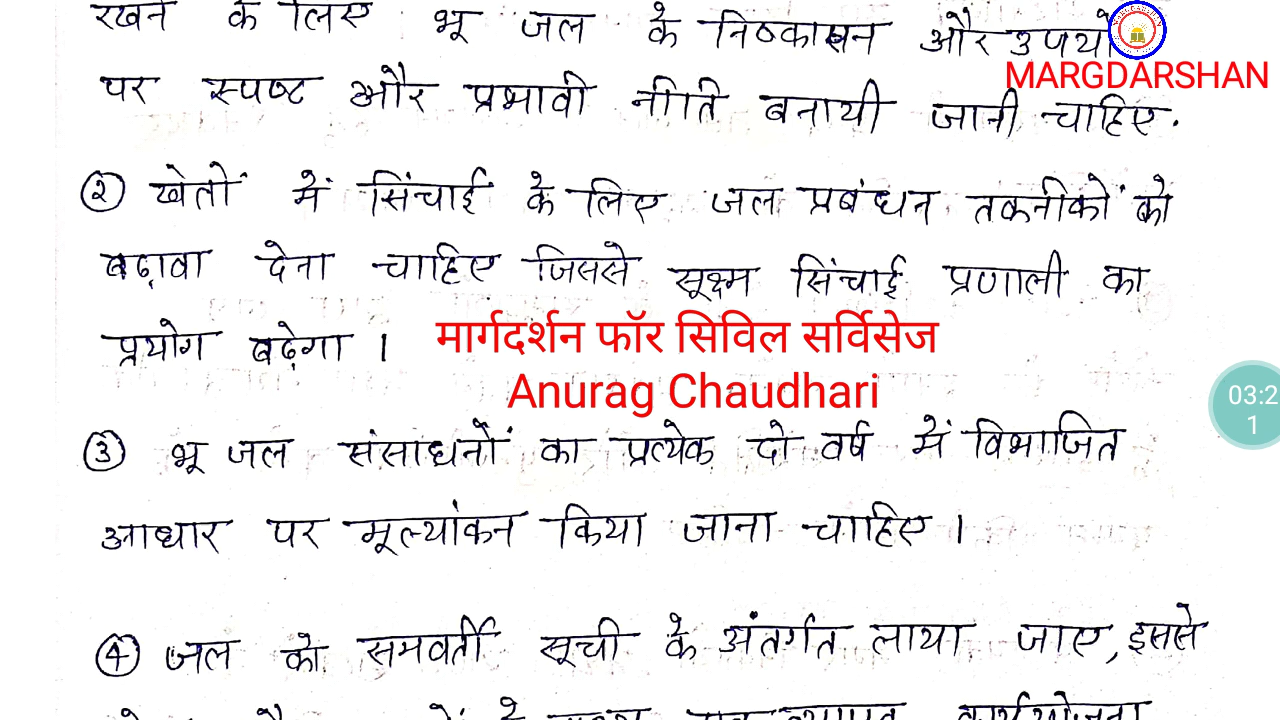 रखने के लिए भू जल के निष्कासन और उपयो
MARGDARSHAN
पर स्पष्ट और प्रभावी नीति बनायी जानी चाहिए.
② खेतों में सिंचाई के लिए जल प्रबंधन तकनीकों को
बढ़ावा देना चाहिए जिससे सूक्ष्म सिंचाई प्रणाली का
प्रयोग बढ़ेगा ।
मार्गदर्शन फॉर सिविल सर्विसेज
Anurag Chaudhari
03:2
1
③ भू जल संसाधनों का प्रत्येक दो वर्ष में विभाजित
आधार पर मूल्यांकन किया जाना चाहिए ।
④ जल को समवर्ती सूची के अंतर्गत लाया जाए, इससे